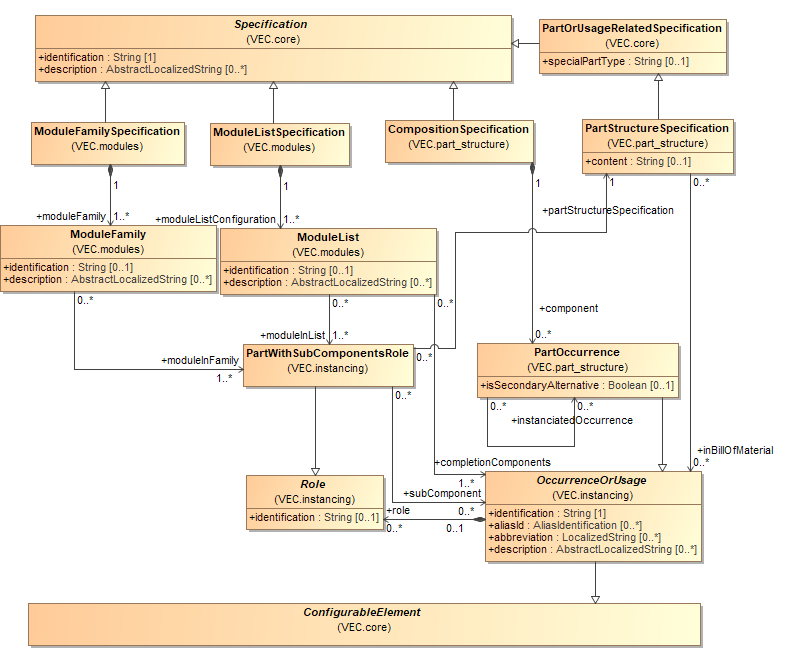 Specification
(VEC.core)
+identification : String [1]
+description : AbstractLocalizedString [0..*]
PartOrUsageRelatedSpecification
(VEC.core)
+specialPartType : String [0..1]
ModuleFamilySpecification
(VEC.modules)
ModuleListSpecification
(VEC.modules)
CompositionSpecification
(VEC.part_structure)
PartStructureSpecification
(VEC.part_structure)
+content : String [0..1]
1
1
1
1
0..*
+moduleFamily
1..*
+moduleListConfiguration
1..*
+partStructureSpecification
ModuleFamily
(VEC.modules)
+identification : String [0..1]
+description : AbstractLocalizedString [0..*]
ModuleList
(VEC.modules)
+identification : String [0..1]
+description : AbstractLocalizedString [0..*]
0..*
0..*
0..*
+component
0..*
+moduleInList
1..*
+moduleInFamily
1..*
PartWithSubComponentsRole
(VEC.instancing)
0..*
0..*
PartOccurrence
(VEC.part_structure)
+isSecondaryAlternative : Boolean [0..1]
0..*
0..*
+instanciatedOccurrence
+inBillOfMaterial
0..*
+completionComponents
1..*
+subComponent
0..*
Role
(VEC.instancing)
+identification : String [0..1]
+role
0..*
0..1
OccurrenceOrUsage
(VEC.instancing)
+identification : String [1]
+aliasId : AliasIdentification [0..*]
+abbreviation : LocalizedString [0..*]
+description : AbstractLocalizedString [0..*]
ConfigurableElement
(VEC.core)